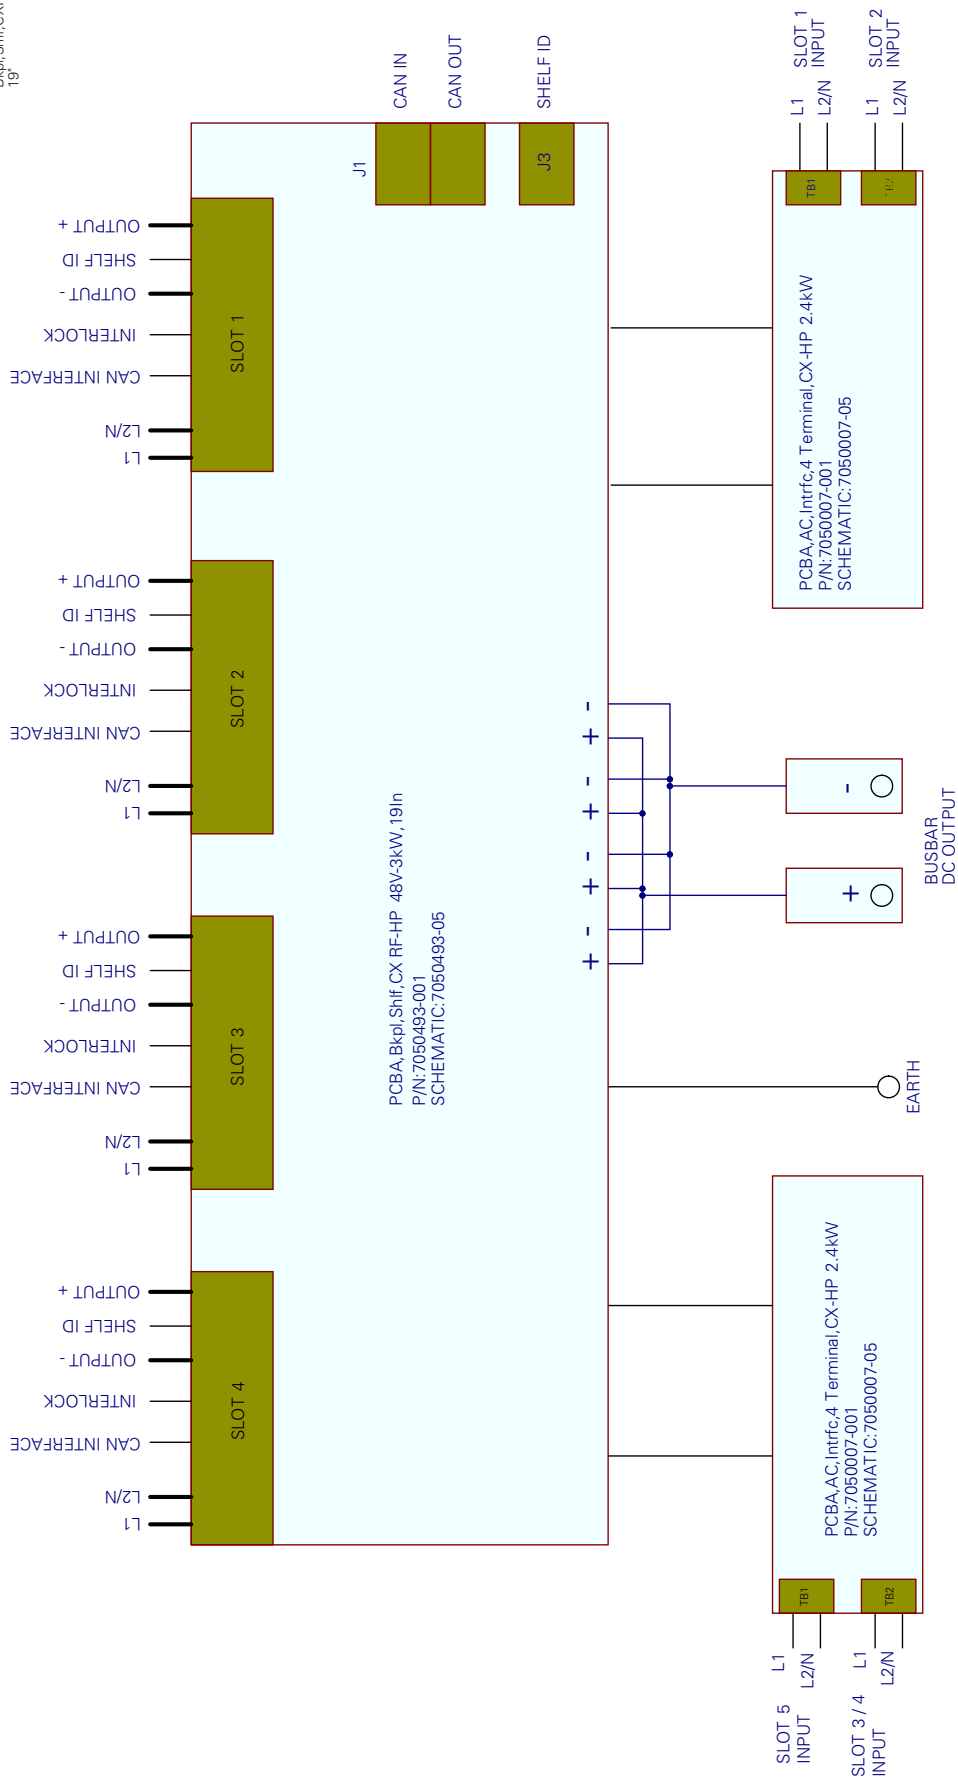 19"
OUTPUT +
SHELF ID
OUTPUT -
INTERLOCK
CAN INTERFACE
L2/N
L1
SLOT 1
OUTPUT +
SHELF ID
OUTPUT -
INTERLOCK
CAN INTERFACE
L2/N
L1
SLOT 2
OUTPUT +
SHELF ID
OUTPUT -
INTERLOCK
CAN INTERFACE
L2/N
L1
SLOT 3
OUTPUT +
SHELF ID
OUTPUT -
INTERLOCK
CAN INTERFACE
L2/N
L1
SLOT 4
J1
CAN IN
CAN OUT
J3
SHELF ID
PCBA,Bkpl,Shlf,CX RF-HP 48V-3kW,19In
P/N:7050493-001
SCHEMATIC:7050493-05
+ - + - + - + -
TB1
L1
L2/N
SLOT 1
INPUT
TB2
L1
L2/N
SLOT 2
INPUT
PCBA,AC,Intrfc,4 Terminal,CX-HP 2.4kW
P/N:7050007-001
SCHEMATIC:7050007-05
-
+
BUSBAR
DC OUTPUT
EARTH
PCBA,AC,Intrfc,4 Terminal,CX-HP 2.4kW
P/N:7050007-001
SCHEMATIC:7050007-05
TB1
L1
L2/N
SLOT 5
INPUT
TB2
L1
L2/N
SLOT 3 / 4
INPUT